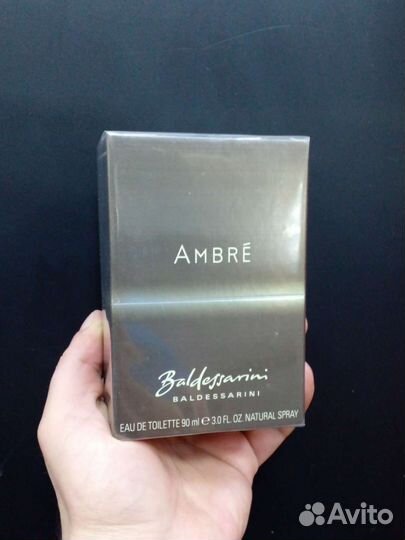 AMBRÉ
Baldessarini
BALDESSARINI
EAU DE TOILETTE 90 ml ℮ 3.0 FL. OZ. NATURAL SPRAY
Avito